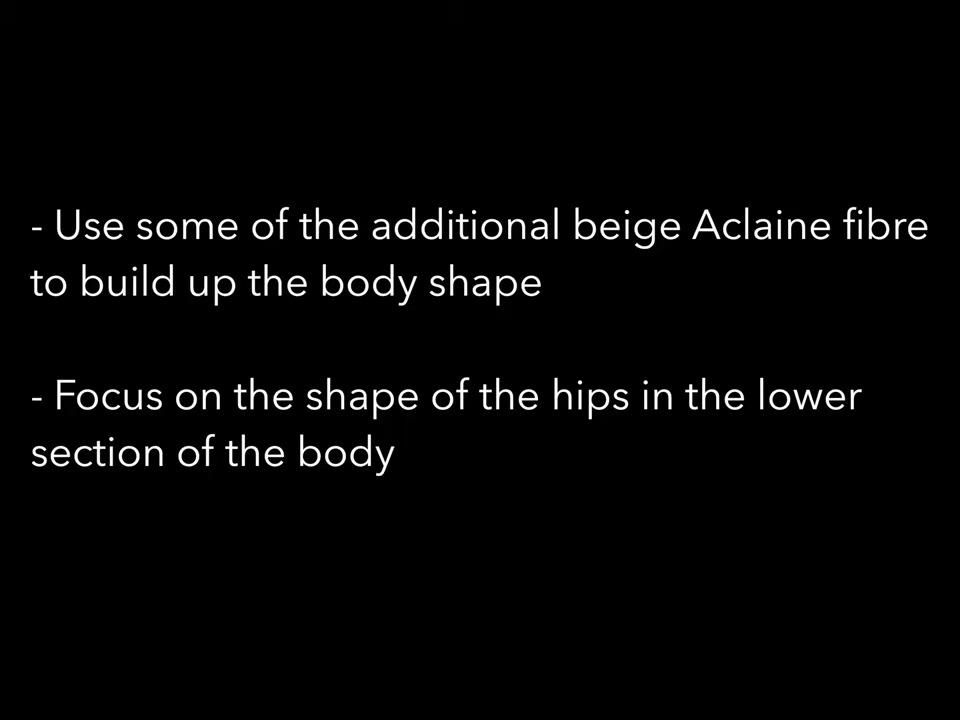 - Use some of the additional beige Aclaine fibre
to build up the body shape
- Focus on the shape of the hips in the lower
section of the body